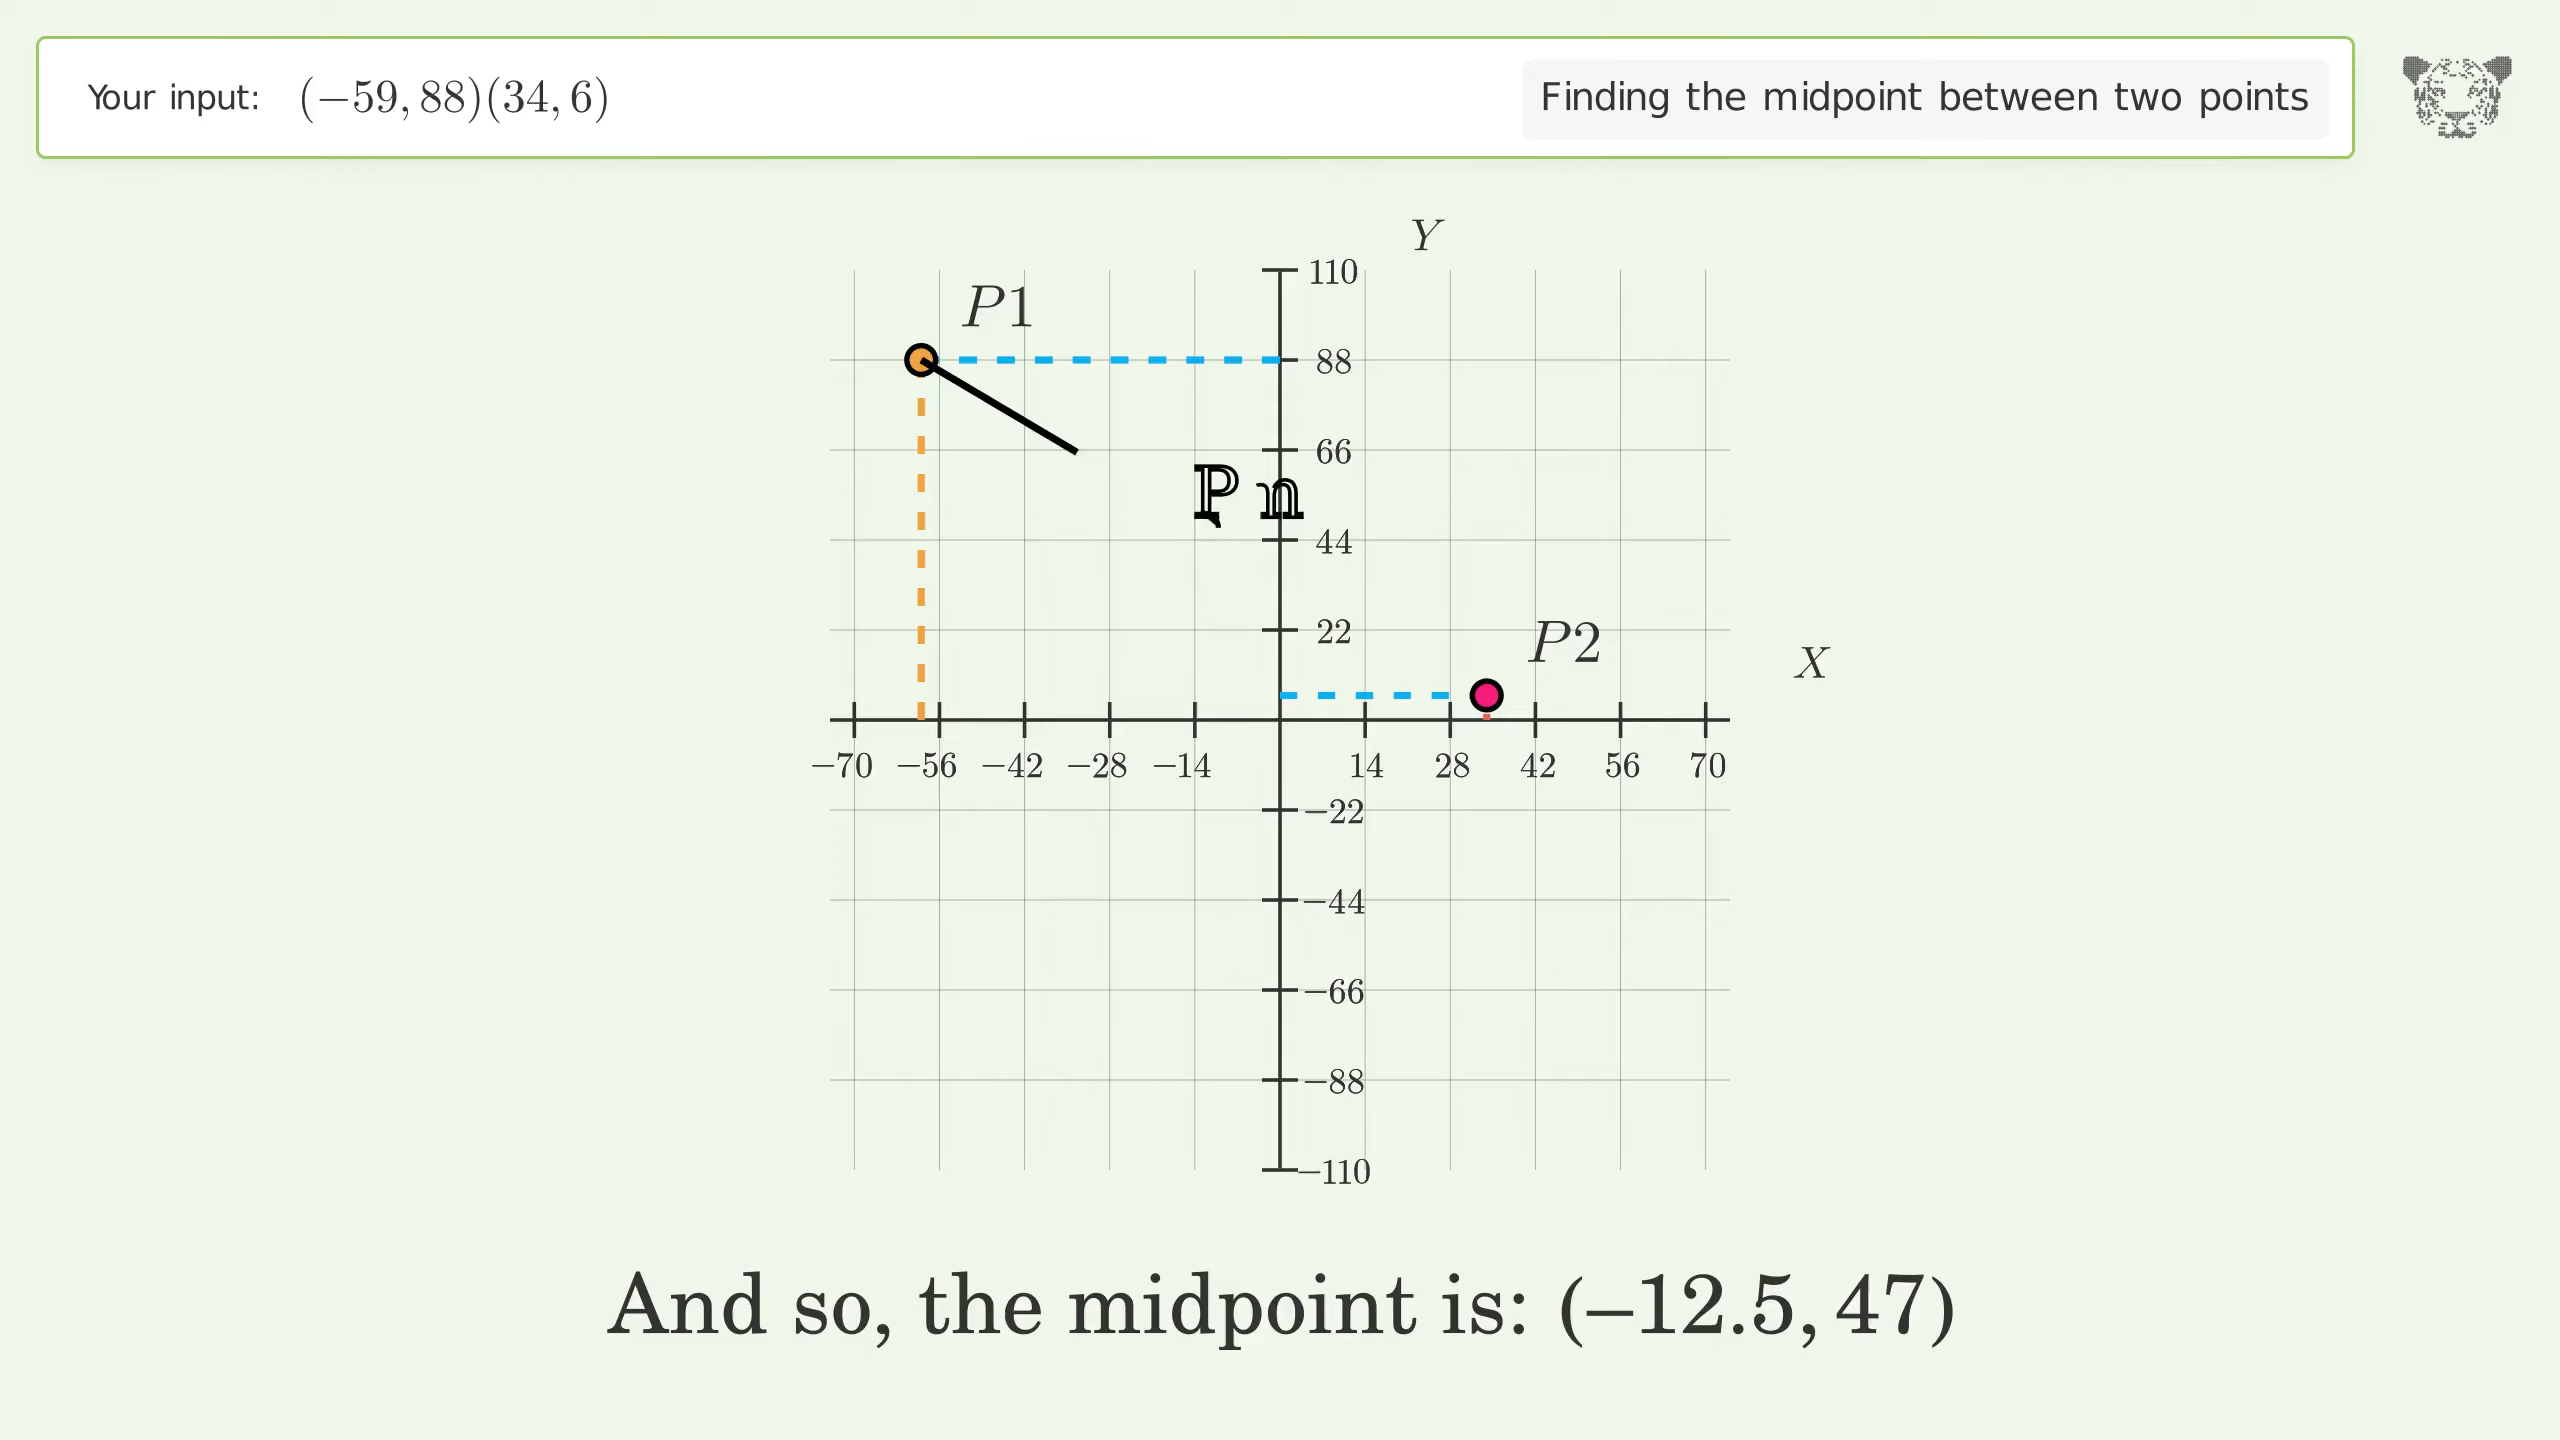 Your input: (−59, 88)(34, 6)
Finding the midpoint between two points
Y
110
P1
88
66
P n
44
22
P2
X
−70 −56 −42 −28 −14 14 28 42 56 70
−22
−44
−66
−88
−110
And so, the midpoint is: (−12.5, 47)